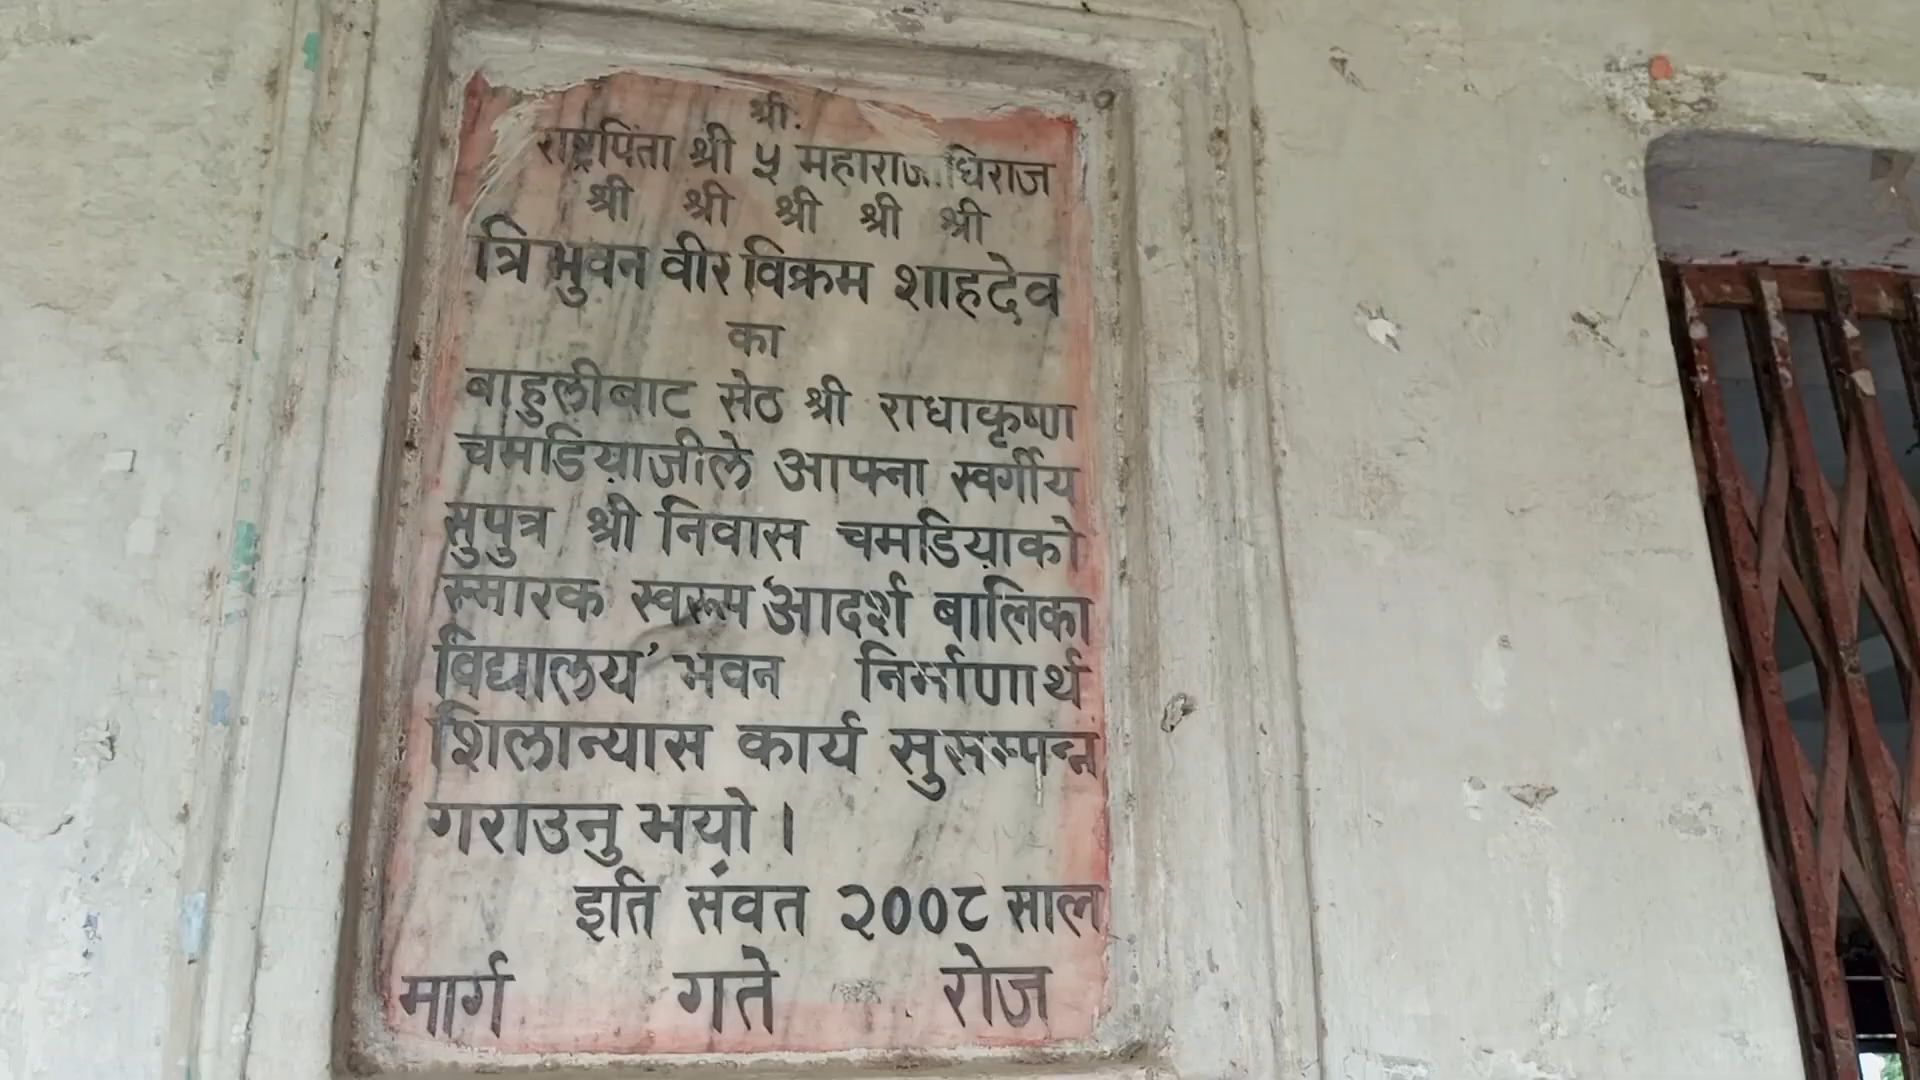 श्रीः
राष्ट्रपिता श्री ५ महाराजाधिराज
श्री श्री श्री श्री श्री
त्रिभुवन वीर विक्रम शाहदेव
का
बाहुलीबाट सेठ श्री राधाकृष्ण
चमडियाजीले आफ्ना स्वर्गीय
सुपुत्र श्री निवास चमडियाको
स्मारक स्वरूप 'आदर्श बालिका
विद्यालय' भवन निर्माणार्थ
शिलान्यास कार्य सुसम्पन्न
गराउनु भयो ।
इति संवत २००८ साल
मार्ग गते रोज